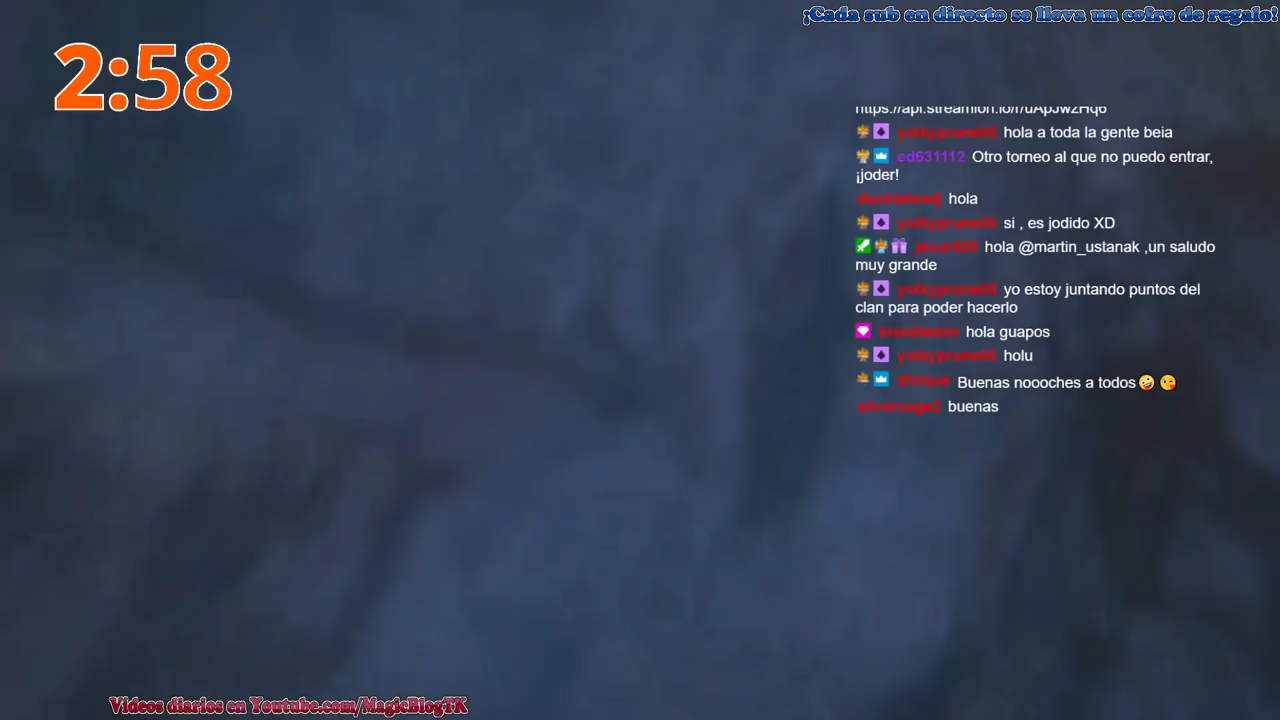 ¡Cada sub en directo se lleva un cofre de regalo!
2:58
yolkyprune00 hola a toda la gente beia
ed631112 Otro torneo al que no puedo entrar,
¡joder!
hola
yolkyprune00 si , es jodido XD
jesur500 hola @martin_ustanak ,un saludo
muy grande
yolkyprune00 yo estoy juntando puntos del
clan para poder hacerlo
hola guapos
yolkyprune00 holu
zhinjue Buenas noooches a todos🤪 😘
silvercage2 buenas
Videos diarios en Youtube.com/MagicBlogTK